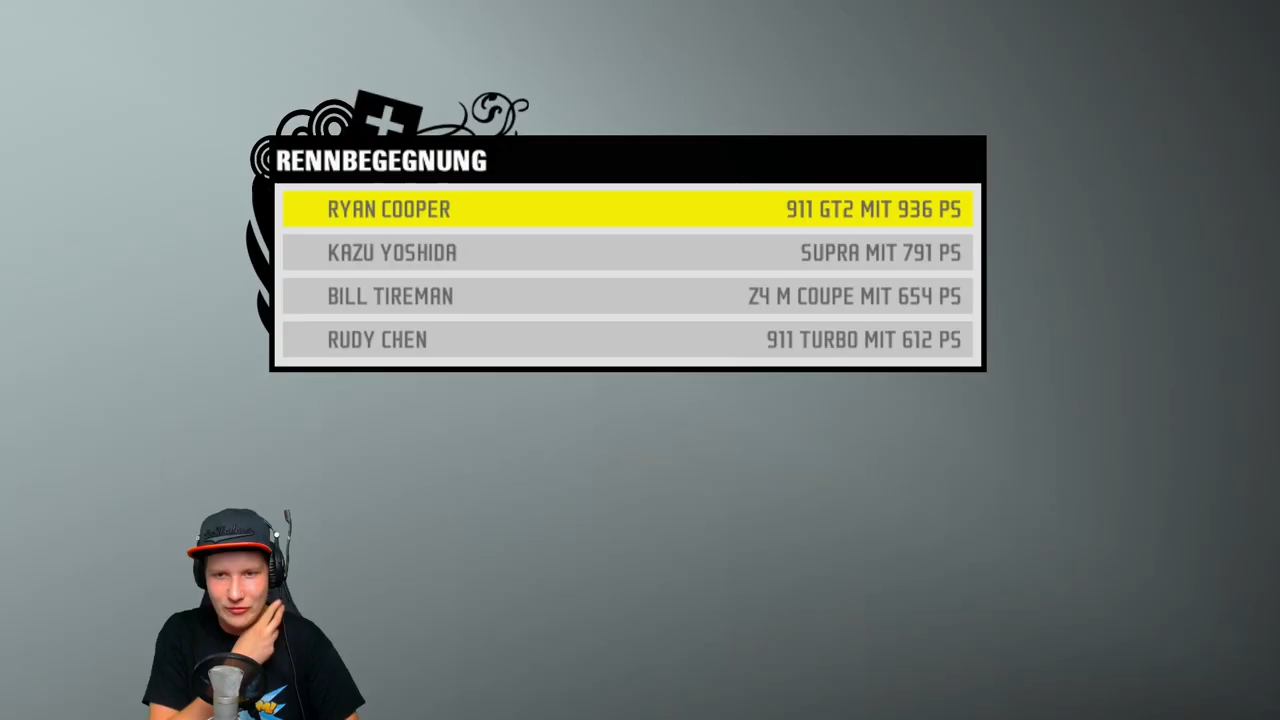 RENNBEGEGNUNG
RYAN COOPER 911 GT2 MIT 936 PS
KAZU YOSHIDA SUPRA MIT 791 PS
BILL TIREMAN Z4 M COUPE MIT 654 PS
RUDY CHEN 911 TURBO MIT 612 PS